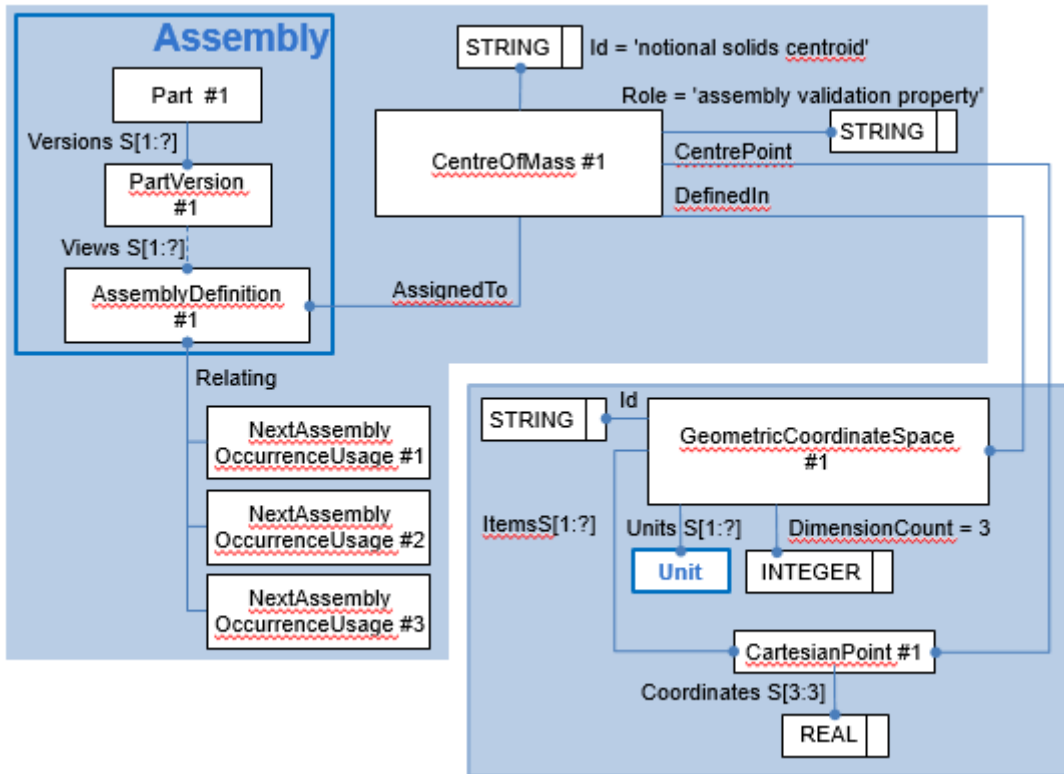 Assembly
Part #1
Versions S[1:?]
PartVersion
#1
Views S[1:?]
AssemblyDefinition
#1
Relating
NextAssembly
OccurrenceUsage #1
NextAssembly
OccurrenceUsage #2
NextAssembly
OccurrenceUsage #3
STRING
Id = 'notional solids centroid'
Role = 'assembly validation property'
STRING
CentreOfMass #1
CentrePoint
DefinedIn
AssignedTo
STRING
Id
GeometricCoordinateSpace
#1
ItemsS[1:?]
Units S[1:?]
DimensionCount = 3
Unit
INTEGER
CartesianPoint #1
Coordinates S[3:3]
REAL